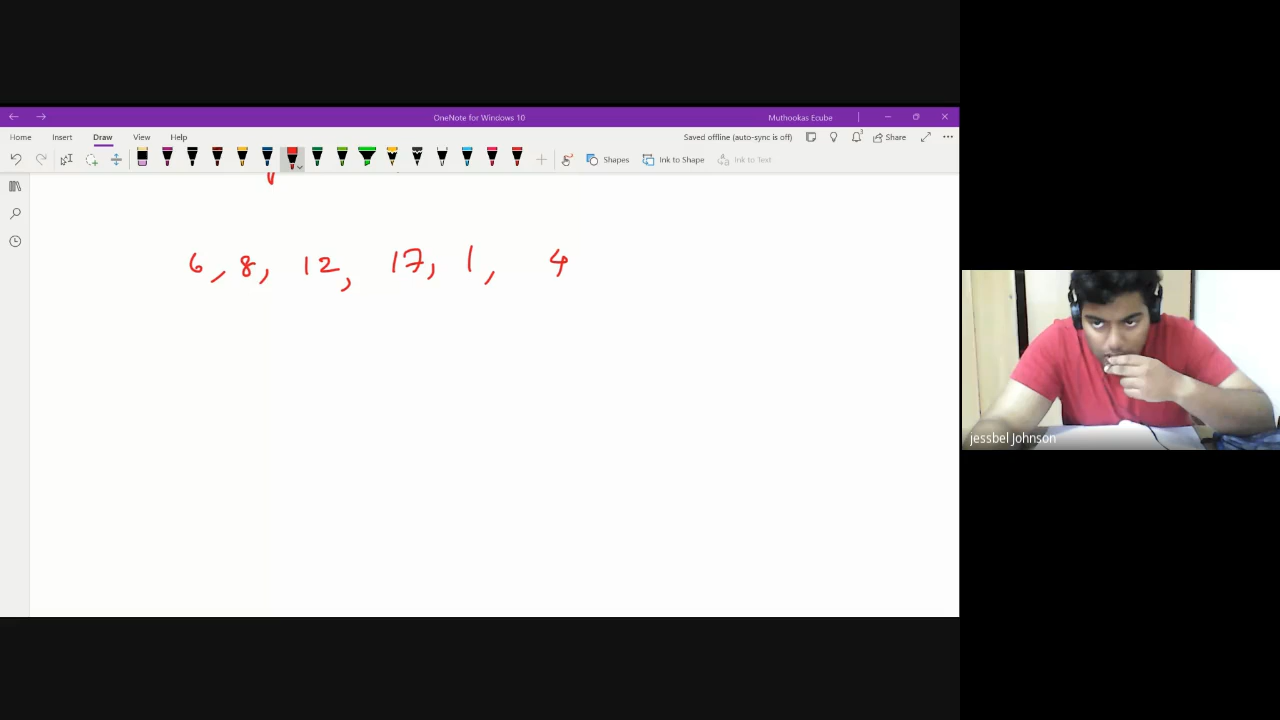 OneNote for Windows 10
Muthookas Ecube
Home Insert Draw View Help
Saved offline (auto-sync is off)
3
Share
Shapes
Ink to Shape
Ink to Text
6, 8, 12, 17, 1, 4
jessbel Johnson